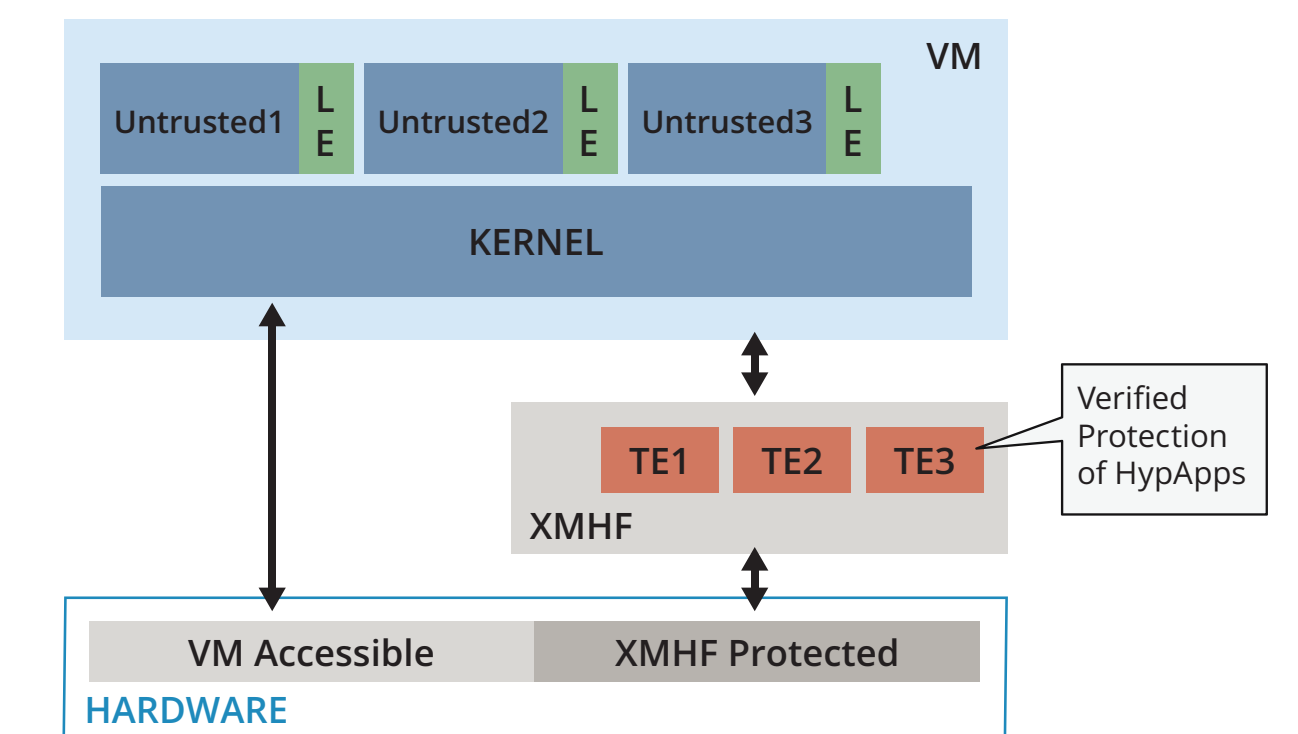 VM
Untrusted1
L
E
Untrusted2
L
E
Untrusted3
L
E
KERNEL
Verified
Protection
of HypApps
TE1
TE2
TE3
XMHF
VM Accessible
XMHF Protected
HARDWARE